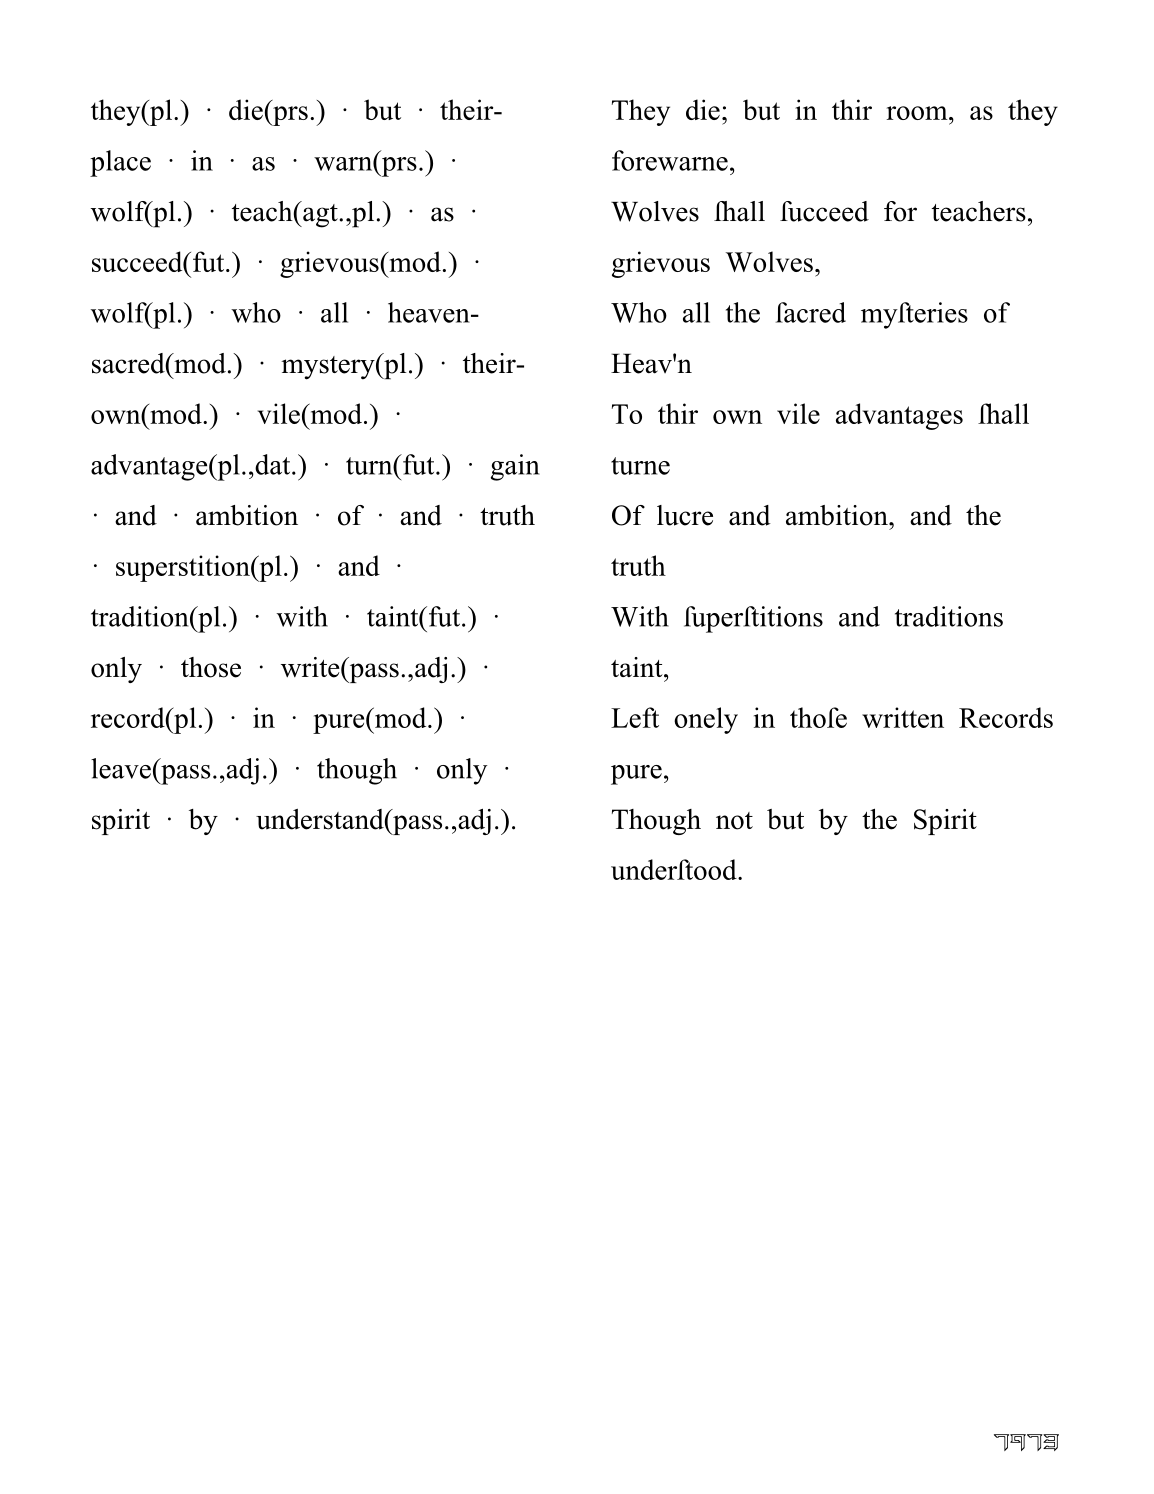 they(pl.) · die(prs.) · but · their-
place · in · as · warn(prs.) ·
wolf(pl.) · teach(agt.,pl.) · as ·
succeed(fut.) · grievous(mod.) ·
wolf(pl.) · who · all · heaven-
sacred(mod.) · mystery(pl.) · their-
own(mod.) · vile(mod.) ·
advantage(pl.,dat.) · turn(fut.) · gain
· and · ambition · of · and · truth
· superstition(pl.) · and ·
tradition(pl.) · with · taint(fut.) ·
only · those · write(pass.,adj.) ·
record(pl.) · in · pure(mod.) ·
leave(pass.,adj.) · though · only ·
spirit · by · understand(pass.,adj.).
They die; but in thir room, as they
forewarne,
Wolves ſhall ſucceed for teachers,
grievous Wolves,
Who all the ſacred myſteries of
Heav'n
To thir own vile advantages ſhall
turne
Of lucre and ambition, and the
truth
With ſuperſtitions and traditions
taint,
Left onely in thoſe written Records
pure,
Though not but by the Spirit
underſtood.